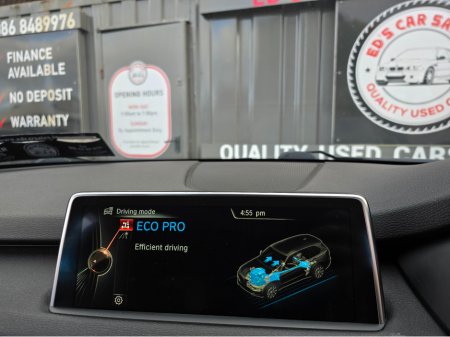 86 8489976
FINANCE
AVAILABLE
NO DEPOSIT
WARRANTY
OPENING HOURS
ED'S CAR SA
QUALITY USED
QUALITY USED CARS
Driving mode
4:55 pm
ECO PRO
Efficient driving